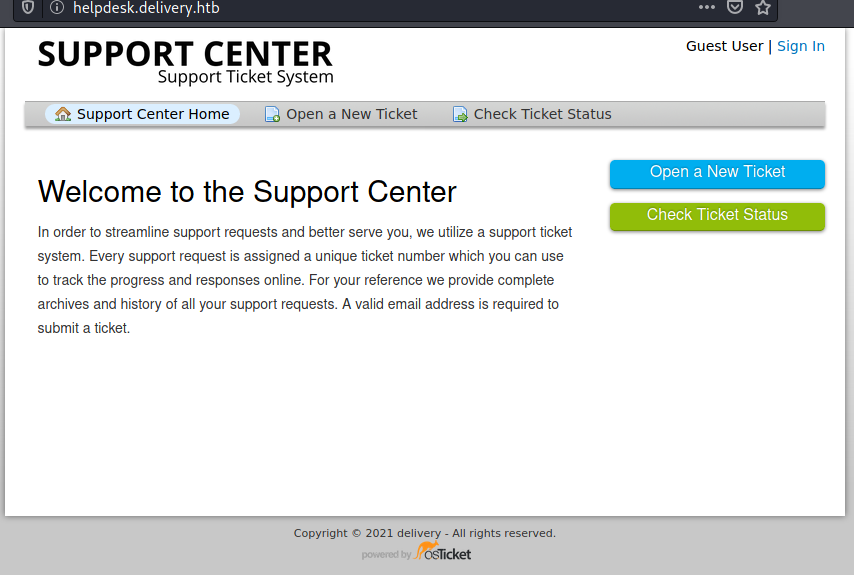 helpdesk.delivery.htb
SUPPORT CENTER
Support Ticket System
Guest User | Sign In
Support Center Home
Open a New Ticket
Check Ticket Status
Welcome to the Support Center
In order to streamline support requests and better serve you, we utilize a support ticket
system. Every support request is assigned a unique ticket number which you can use
to track the progress and responses online. For your reference we provide complete
archives and history of all your support requests. A valid email address is required to
submit a ticket.
Open a New Ticket
Check Ticket Status
Copyright © 2021 delivery - All rights reserved.
powered by osTicket